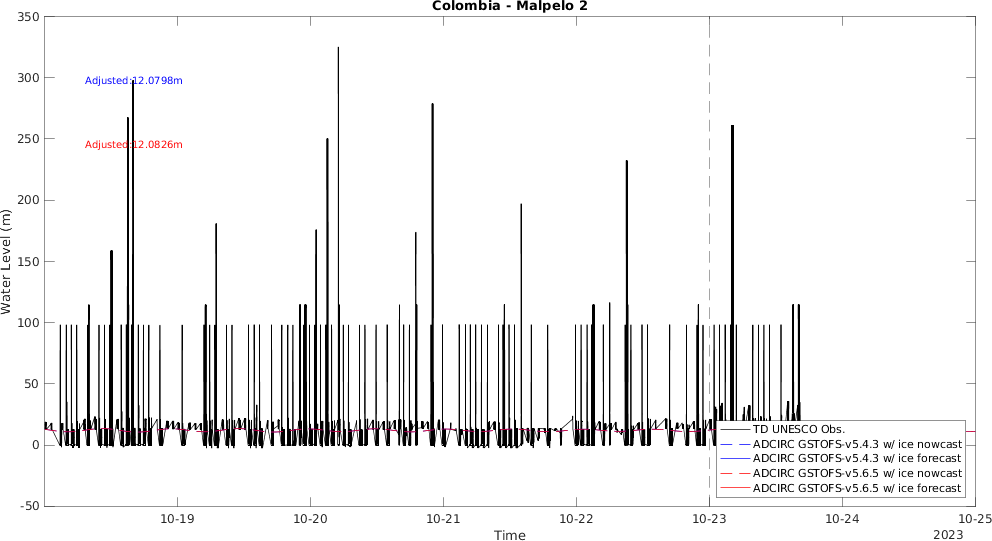 Colombia - Malpelo 2
350
300
250
200
150
100
50
0
-50
Water Level (m)
Adjusted:12.0798m
Adjusted:12.0826m
TD UNESCO Obs.
ADCIRC GSTOFS-v5.4.3 w/ ice nowcast
ADCIRC GSTOFS-v5.4.3 w/ ice forecast
ADCIRC GSTOFS-v5.6.5 w/ ice nowcast
ADCIRC GSTOFS-v5.6.5 w/ ice forecast
10-19
10-20
10-21
10-22
10-23
10-24
10-25
Time
2023